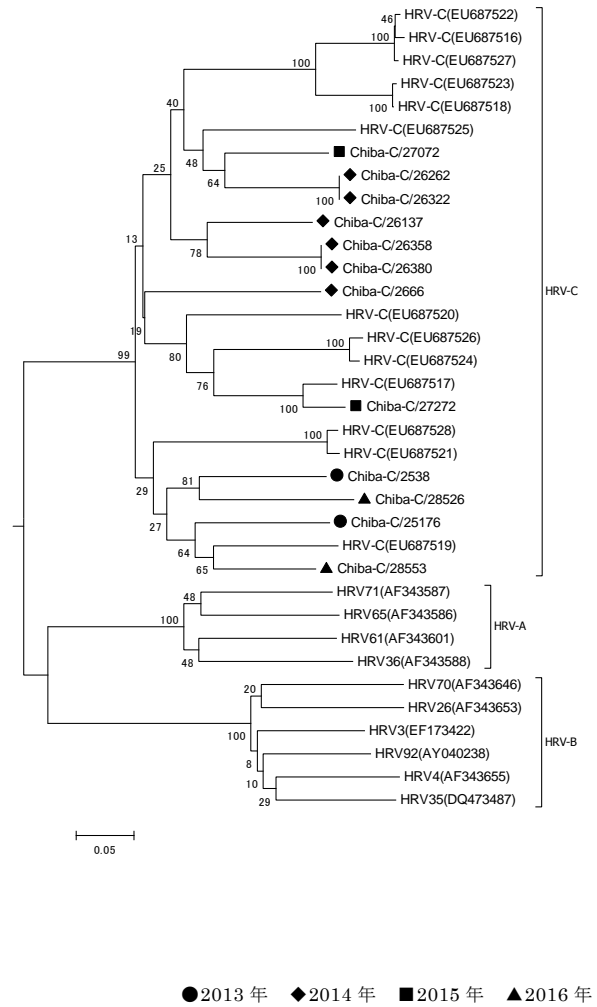 46
HRV-C(EU687522)
100
HRV-C(EU687516)
HRV-C(EU687527)
100
HRV-C(EU687523)
100
HRV-C(EU687518)
40
HRV-C(EU687525)
48
Chiba-C/27072
64
Chiba-C/26262
100
Chiba-C/26322
25
Chiba-C/26137
78
Chiba-C/26358
100
Chiba-C/26380
13
Chiba-C/2666
19
HRV-C(EU687520)
80
100
HRV-C(EU687526)
HRV-C(EU687524)
76
HRV-C(EU687517)
100
Chiba-C/27272
99
100
HRV-C(EU687528)
HRV-C(EU687521)
29
81
Chiba-C/2538
Chiba-C/28526
27
Chiba-C/25176
64
HRV-C(EU687519)
65
Chiba-C/28553
HRV-C
48
HRV71(AF343587)
HRV65(AF343586)
100
HRV61(AF343601)
48
HRV36(AF343588)
HRV-A
20
HRV70(AF343646)
HRV26(AF343653)
100
HRV3(EF173422)
8
HRV92(AY040238)
10
HRV4(AF343655)
29
HRV35(DQ473487)
HRV-B
0.05
●2013 年 ◆2014 年 ■2015 年 ▲2016 年